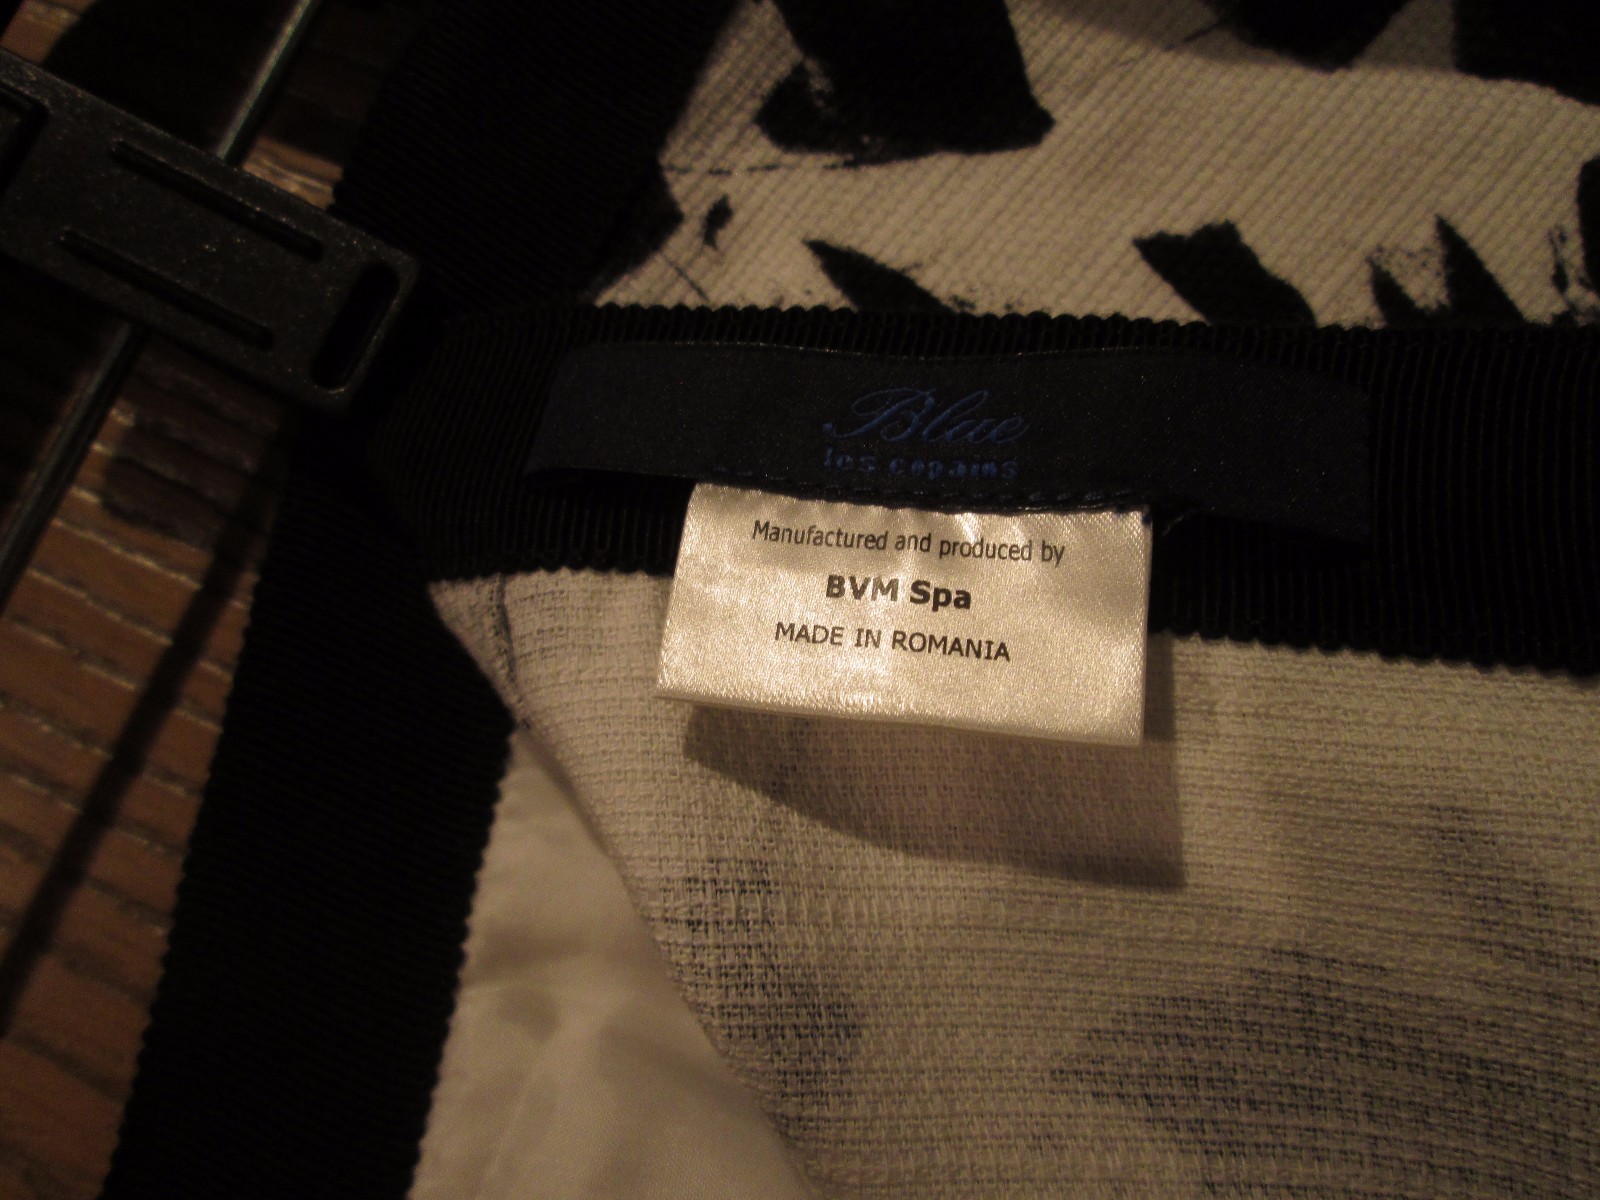 Blue
les copains
Manufactured and produced by
BVM Spa
MADE IN ROMANIA